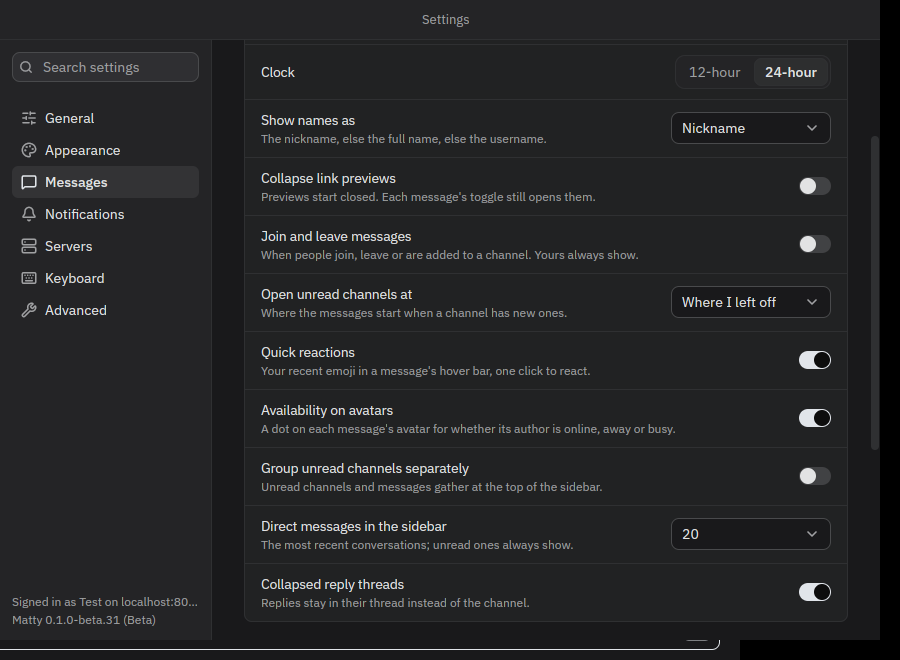 Settings
Search settings
General
Appearance
Messages
Notifications
Servers
Keyboard
Advanced
Signed in as Test on localhost:80...
Matty 0.1.0-beta.31 (Beta)
Clock
12-hour
24-hour
Show names as
The nickname, else the full name, else the username.
Nickname
Collapse link previews
Previews start closed. Each message's toggle still opens them.
Join and leave messages
When people join, leave or are added to a channel. Yours always show.
Open unread channels at
Where the messages start when a channel has new ones.
Where I left off
Quick reactions
Your recent emoji in a message's hover bar, one click to react.
Availability on avatars
A dot on each message's avatar for whether its author is online, away or busy.
Group unread channels separately
Unread channels and messages gather at the top of the sidebar.
Direct messages in the sidebar
The most recent conversations; unread ones always show.
20
Collapsed reply threads
Replies stay in their thread instead of the channel.